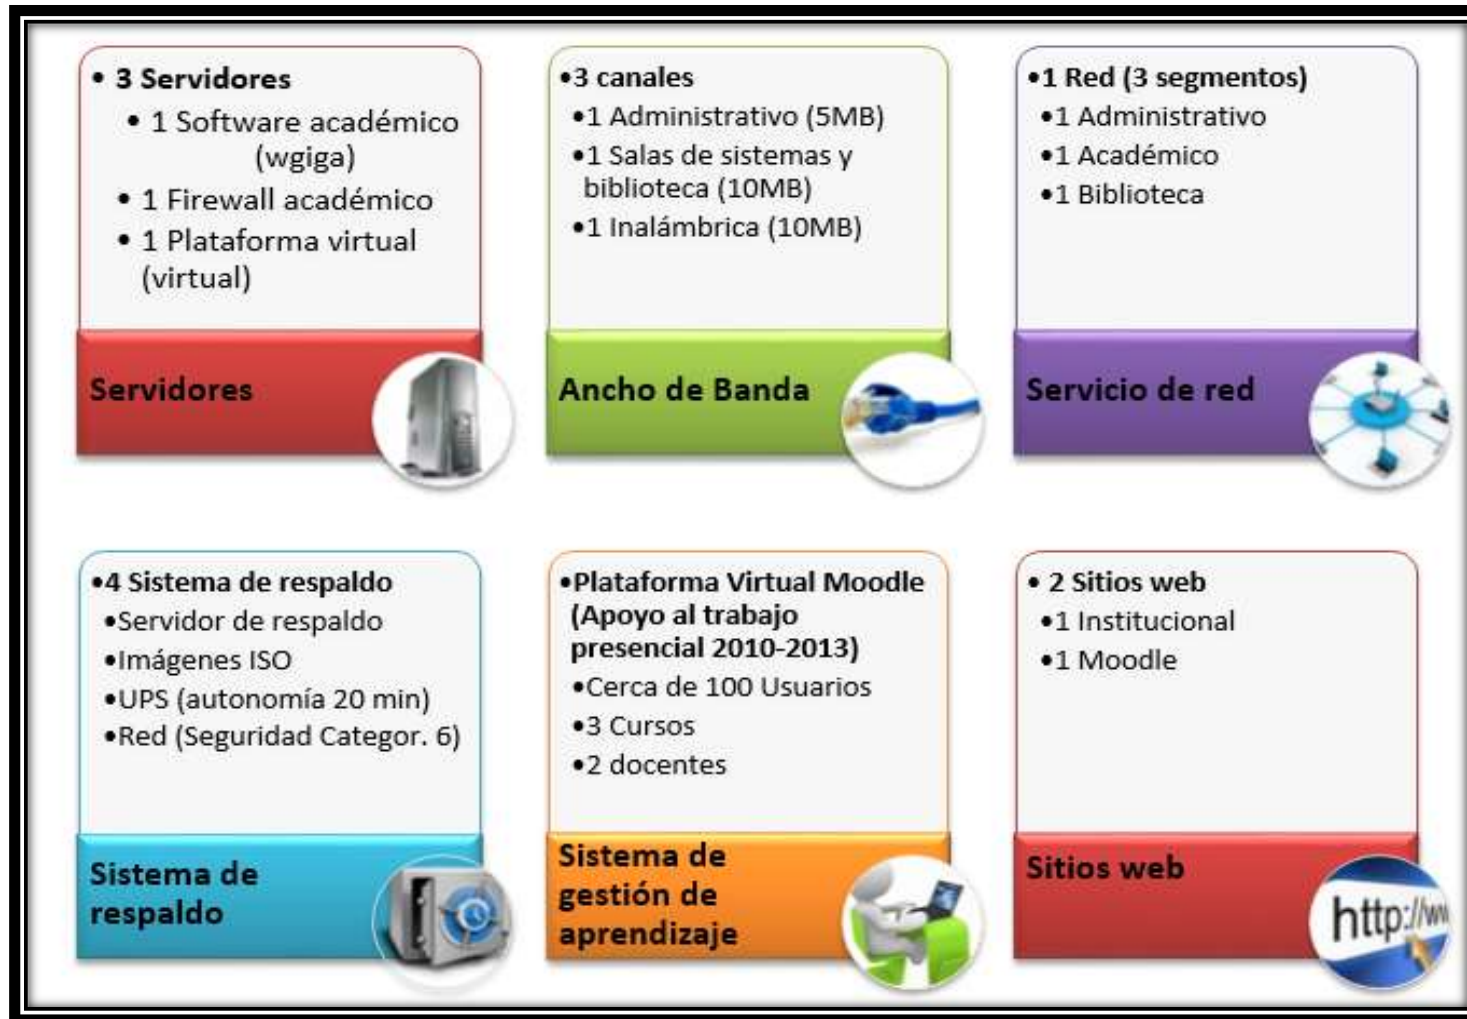 • 3 Servidores
• 1 Software académico
(wgiga)
• 1 Firewall académico
• 1 Plataforma virtual
(virtual)
Servidores
•3 canales
•1 Administrativo (5MB)
•1 Salas de sistemas y
biblioteca (10MB)
•1 Inalámbrica (10MB)
Ancho de Banda
•1 Red (3 segmentos)
•1 Administrativo
•1 Académico
•1 Biblioteca
Servicio de red
•4 Sistema de respaldo
•Servidor de respaldo
•Imágenes ISO
•UPS (autonomía 20 min)
•Red (Seguridad Categor. 6)
Sistema de
respaldo
•Plataforma Virtual Moodle
(Apoyo al trabajo
presencial 2010-2013)
•Cerca de 100 Usuarios
•3 Cursos
•2 docentes
Sistema de
gestión de
aprendizaje
• 2 Sitios web
•1 Institucional
•1 Moodle
Sitios web
http://ww